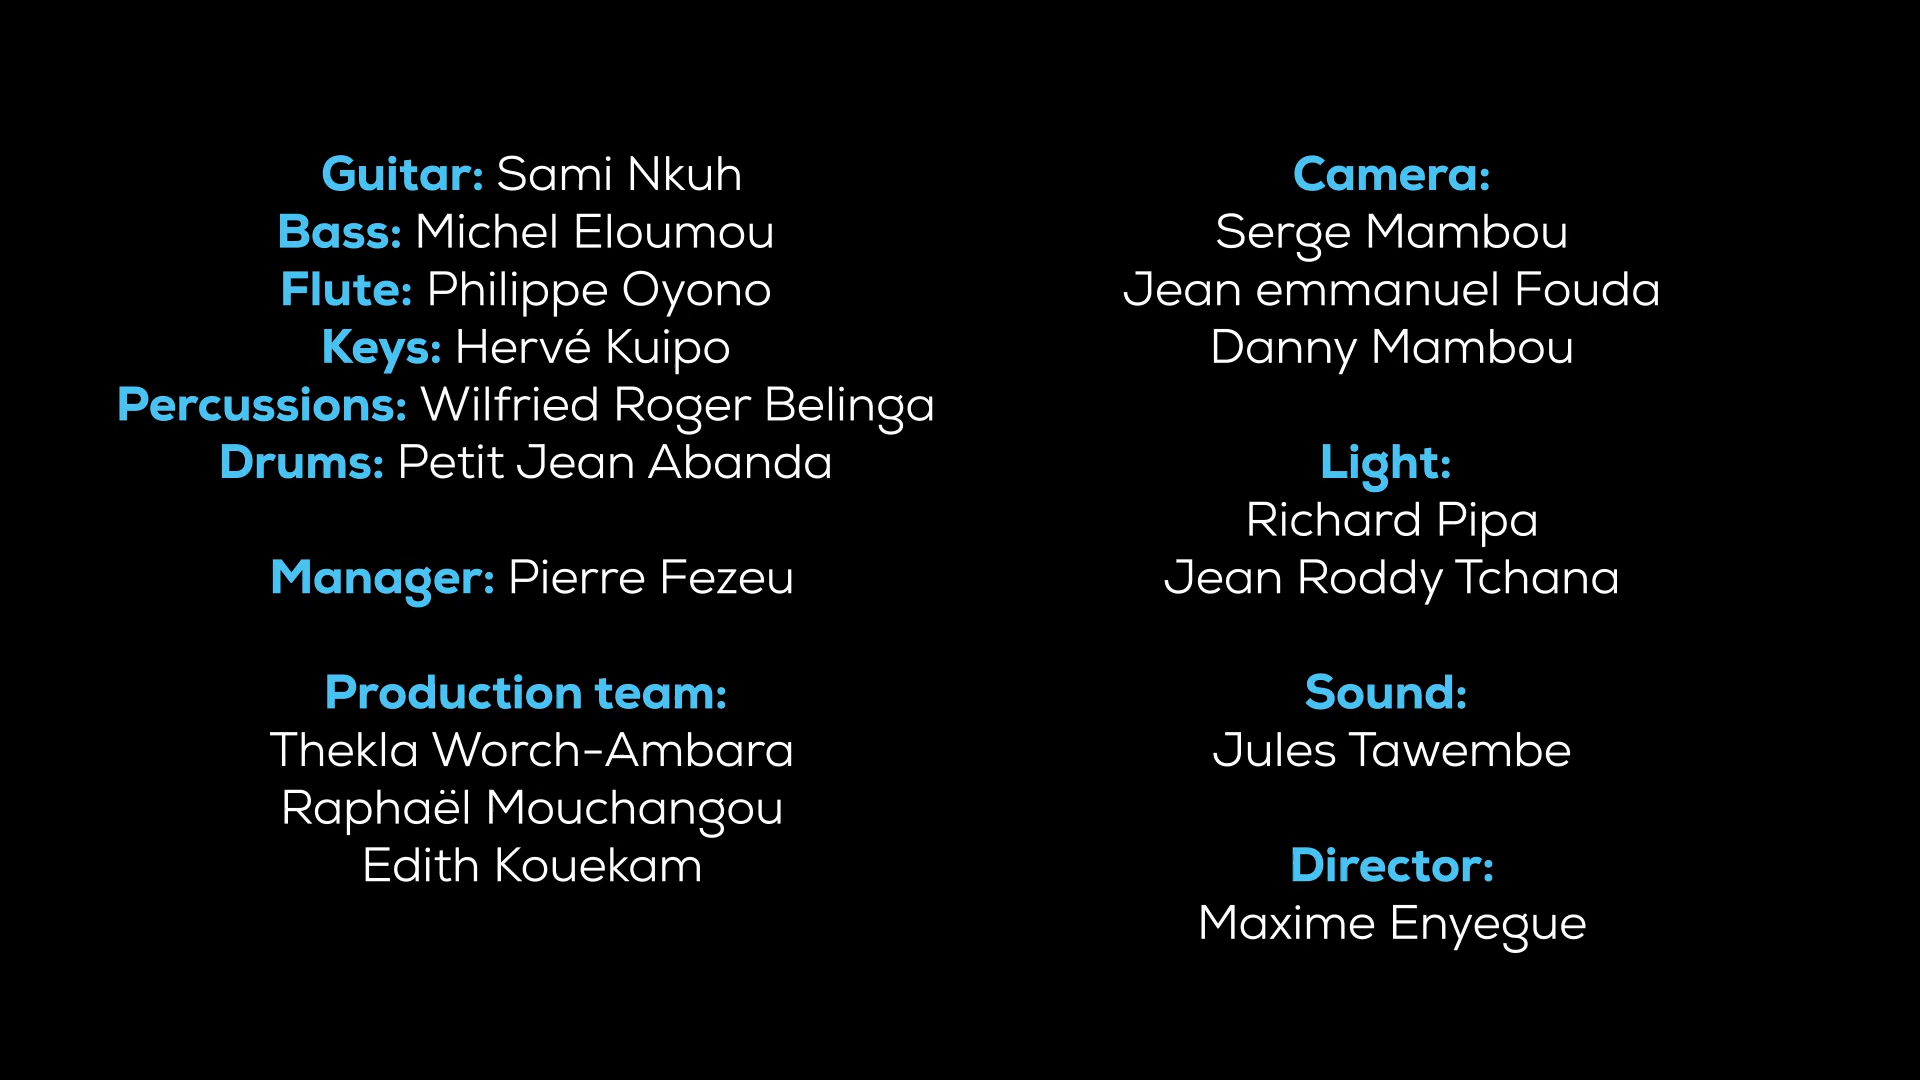 Guitar: Sami Nkuh
Bass: Michel Eloumou
Flute: Philippe Oyono
Keys: Hervé Kuipo
Percussions: Wilfried Roger Belinga
Drums: Petit Jean Abanda
Manager: Pierre Fezeu
Production team:
Thekla Worch-Ambara
Raphaël Mouchangou
Edith Kouekam
Camera:
Serge Mambou
Jean emmanuel Fouda
Danny Mambou
Light:
Richard Pipa
Jean Roddy Tchana
Sound:
Jules Tawembe
Director:
Maxime Enyegue